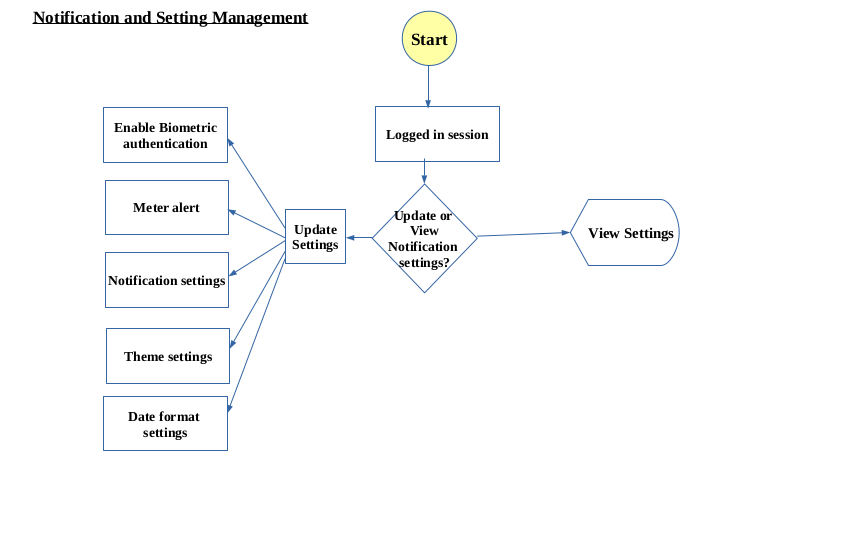 Notification and Setting Management
Start
Logged in session
Update or
View
Notification
settings?
View Settings
Update
Settings
Enable Biometric
authentication
Meter alert
Notification settings
Theme settings
Date format
settings